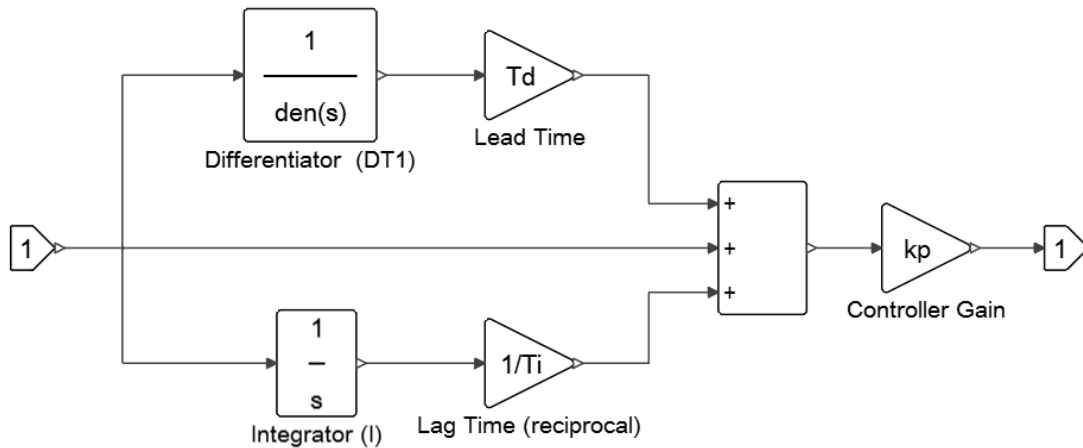 1
den(s)
Differentiator  (DT1)
Td
Lead Time
1
+
+
+
kp
Controller Gain
1
1
s
Integrator (I)
1/Ti
Lag Time (reciprocal)